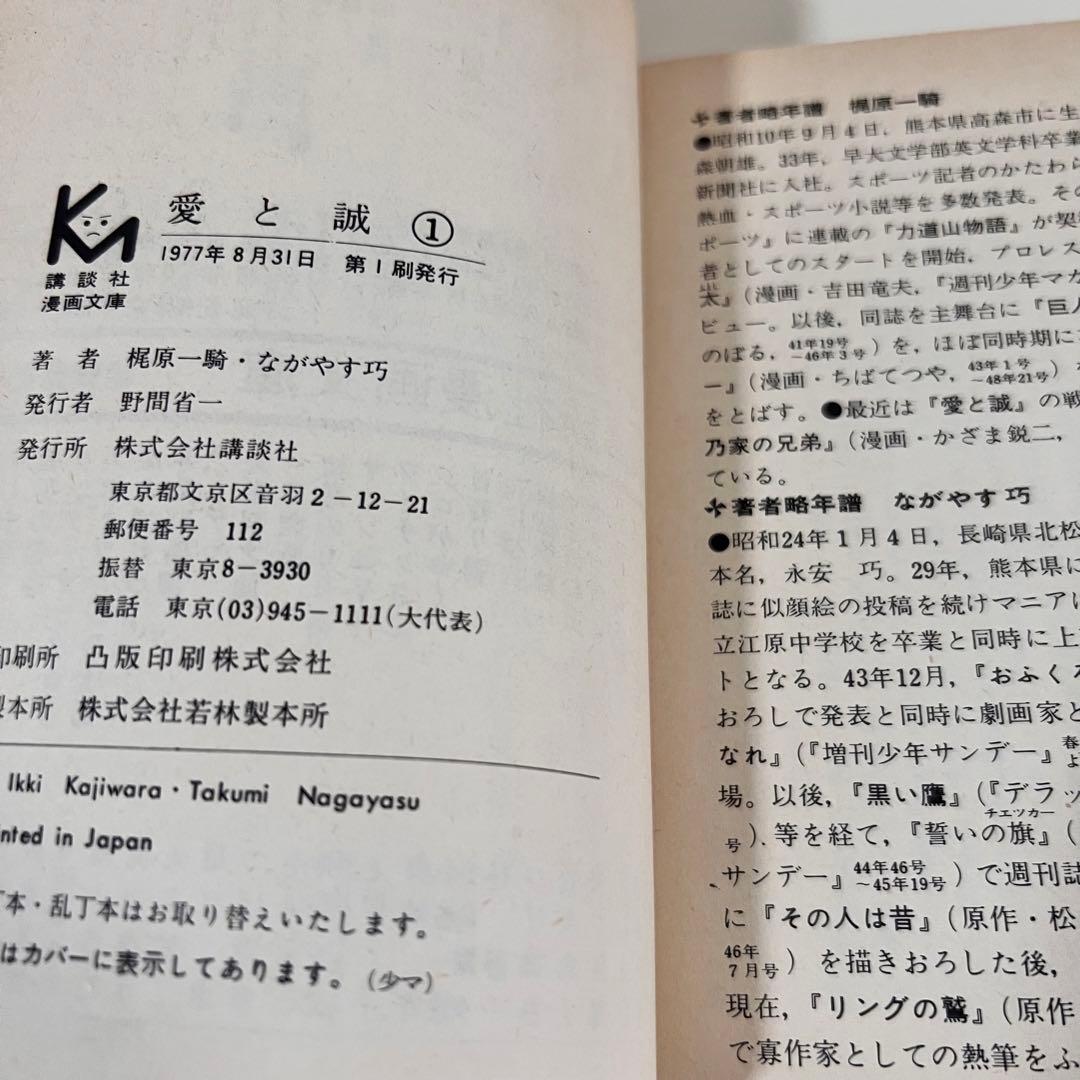 KM
講談社
漫画文庫
愛と誠 ①
1977年8月31日 第1刷発行
著者 梶原一騎・ながやす巧
発行者 野間省一
発行所 株式会社講談社
東京都文京区音羽2-12-21
郵便番号 112
振替 東京8-3930
電話 東京(03)945-1111(大代表)
印刷所 凸版印刷株式会社
製本所 株式会社若林製本所
Ikki Kajiwara・Takumi Nagayasu
inted in Japan
丁本・乱丁本はお取り替えいたします。
はカバーに表示してあります。(少マ)
✤著者略年譜 梶原一騎
●昭和10年9月4日,熊本県高森市に生
森朝雄。33年,早大文学部英文学科卒業
新聞社に入社。スポーツ記者のかたわら
熱血・スポーツ小説等を多数発表。その
ポーツ』に連載の『力道山物語』が契
者としてのスタートを開始,プロレス
太』(漫画・吉田竜夫,『週刊少年マガ
ビュー。以後,同誌を主舞台に『巨人
のぼる,41年19号～46年3号)を,ほぼ同時期に
ー』(漫画・ちばてつや,43年1号～48年21号)
をとばす。●最近は『愛と誠』の戦
乃家の兄弟』(漫画・かざま鋭二,
ている。
✤著者略年譜 ながやす巧
●昭和24年1月4日,長崎県北松
本名,永安 巧。29年,熊本県に
誌に似顔絵の投稿を続けマニアに
立江原中学校を卒業と同時に上
トとなる。43年12月,『おふくろ
おろしで発表と同時に劇画家と
なれ』(『増刊少年サンデー』春よ
場。以後,『黒い鷹』(『デラッ
号).等を経て,『誓いの旗』(チェッカー
サンデー』44年46号～45年19号)で週刊誌
に『その人は昔』(原作・松
46年7月号) を描きおろした後,
現在,『リングの鷲』(原作・
で寡作家としての熱筆をふ